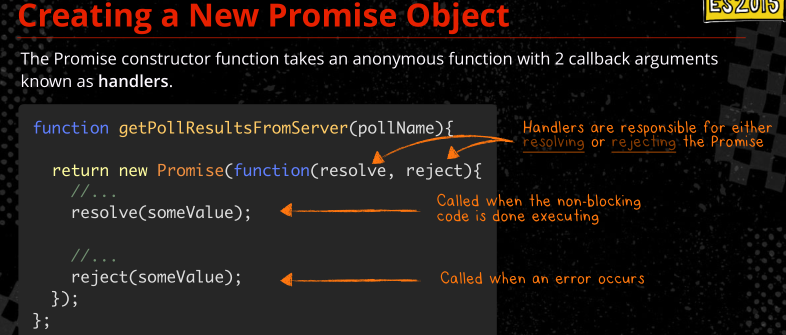 Creating a New Promise Object
ES2015
The Promise constructor function takes an anonymous function with 2 callback arguments
known as handlers.
function getPollResultsFromServer(pollName){
Handlers are responsible for either
resolving or rejecting the Promise
return new Promise(function(resolve, reject){
//...
resolve(someValue);
Called when the non-blocking
code is done executing
//...
reject(someValue);
Called when an error occurs
});
};